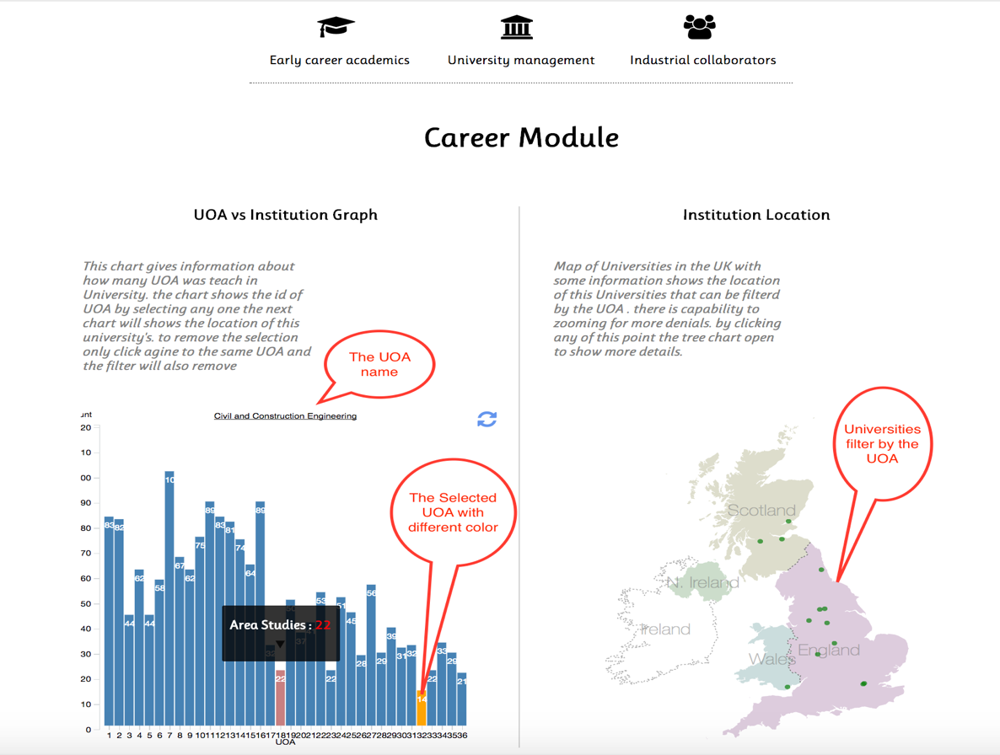 Early career academics
University management
Industrial collaborators
Career Module
UOA vs Institution Graph
This chart gives information about
how many UOA was teach in
University. the chart shows the id of
UOA by selecting any one the next
chart will shows the location of this
university's. to remove the selection
only click agine to the same UOA and
the filter will also remove
The UOA
name
unt
Civil and Construction Engineering
20
10
00
90
80
70
60
50
40
30
20
10
0
83 82 44 62 44 58 10 67 62 75 89 83 81 74 64 89 22 37 53 22 51 45 28 56 29 39 31 32 14 22 33 29 21
The Selected
UOA with
different color
Area Studies : 22
1 2 3 4 5 6 7 8 9 10 11 12 13 14 15 16 17 18 19 20 21 22 23 24 25 26 27 28 29 30 31 32 33 34 35 36
UOA
Institution Location
Map of Universities in the UK with
some information shows the location
of this Universities that can be filterd
by the UOA . there is capability to
zooming for more denials. by clicking
any of this point the tree chart open
to show more details.
Universities
filter by the
UOA
Scotland
N. Ireland
Ireland
Wales
England